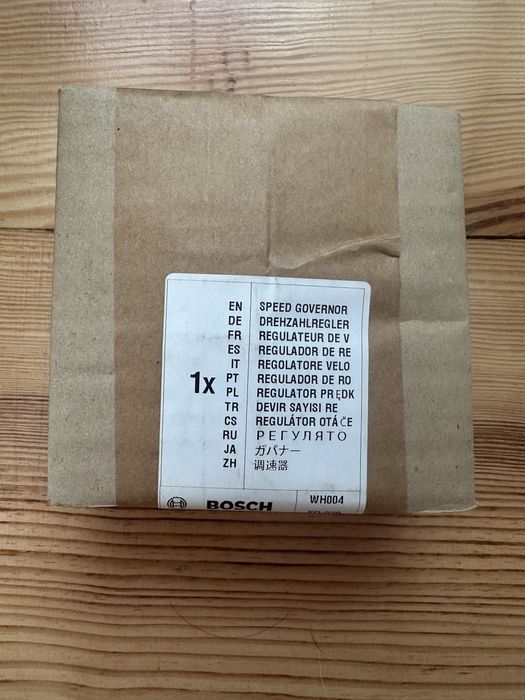 EN SPEED GOVERNOR
DE DREHZAHLREGLER
FR REGULATEUR DE V
ES REGULADOR DE RE
IT REGOLATORE VELO
1x PT REGULADOR DE RO
PL REGULATOR PRĘDK
TR DEVIR SAYISI RE
CS REGULÁTOR OTÁČE
RU РЕГУЛЯТО
JA ガバナー
ZH 调速器
BOSCH WH004